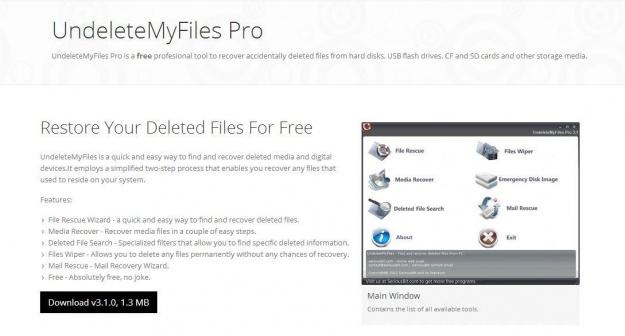 UndeleteMyFiles Pro
UndeleteMyFiles Pro is a free profesional tool to recover accidentally deleted files from hard disks, USB flash drives, CF and SD cards and other storage media.
Restore Your Deleted Files For Free
UndeleteMyFiles is a quick and easy way to find and recover deleted media and digital
devices.It employs a simplified two-step process that enables you recover any files that
used to reside on your system.
Features:
File Rescue Wizard - a quick and easy way to find and recover deleted files.
Media Recover - Recover media files in a couple of easy steps.
Deleted File Search - Specialized filters that allow you to find specific deleted information.
Files Wiper - Allows you to delete any files permanently without any chances of recovery.
Mail Rescue - Mail Recovery Wizard.
Free - Absolutely free, no joke.
Download v3.1.0, 1.3 MB
UndeleteMyFiles Pro 3.1
File Rescue
Files Wiper
Media Recover
Emergency Disk Image
Deleted File Search
Mail Rescue
About
Exit
UndeleteMyFiles - Find and recover deleted files from PC
Visit us at SeriousBit.com to get more free programs
Main Window
Contains the list of all available tools.